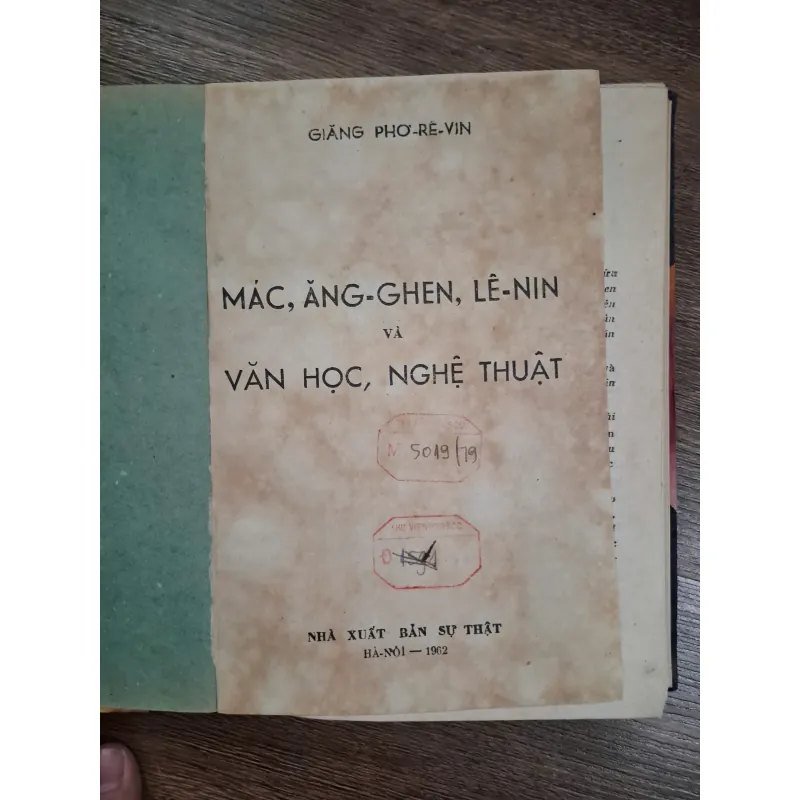 GIĂNG PHƠ-RÊ-VIN
MÁC, ĂNG-GHEN, LÊ-NIN
VÀ
VĂN HỌC, NGHỆ THUẬT
N 5019/79
Đ
NHÀ XUẤT BẢN SỰ THẬT
HÀ-NỘI — 1962